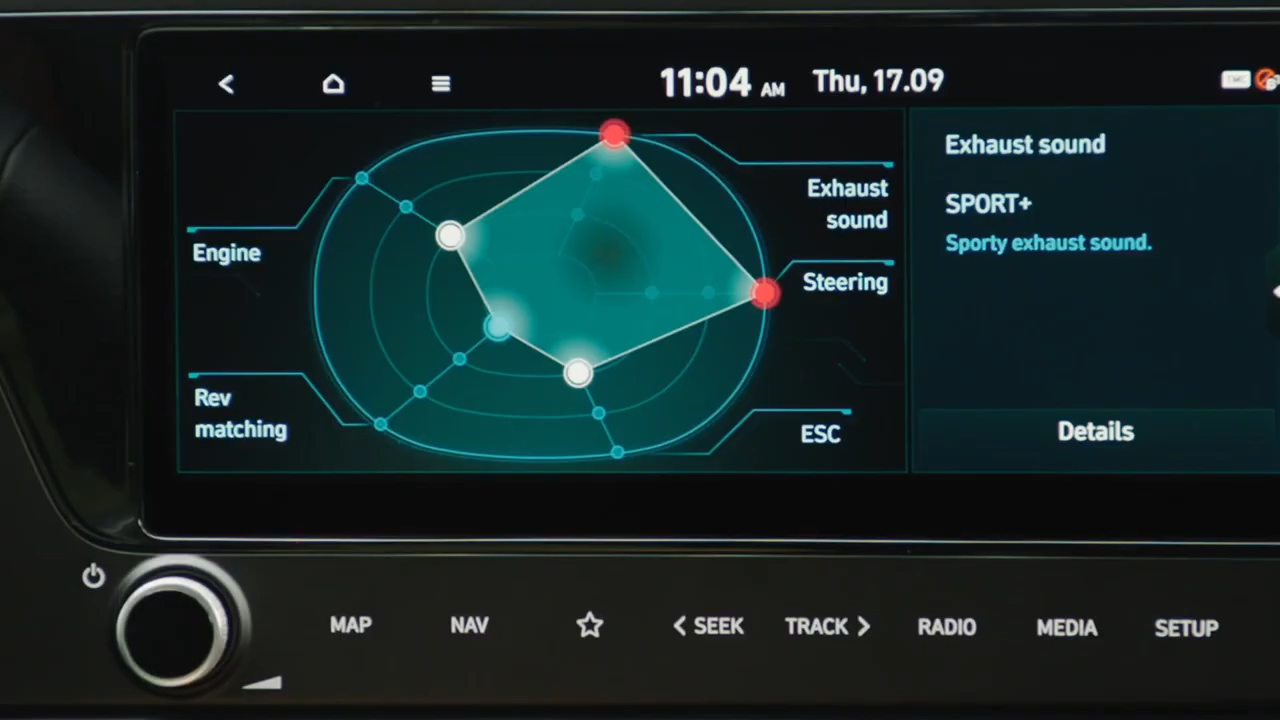 11:04 AM Thu, 17.09
Engine
Rev
matching
Exhaust
sound
Steering
ESC
Exhaust sound
SPORT+
Sporty exhaust sound.
Details
MAP
NAV
SEEK
TRACK
RADIO
MEDIA
SETUP